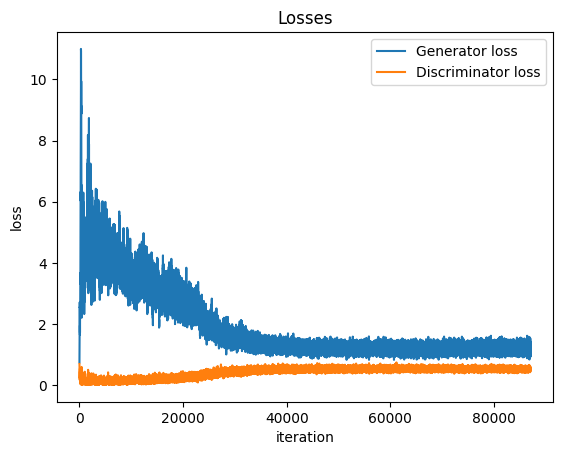 Losses
Generator loss
Discriminator loss
10
8
6
4
2
0
loss
0 20000 40000 60000 80000
iteration